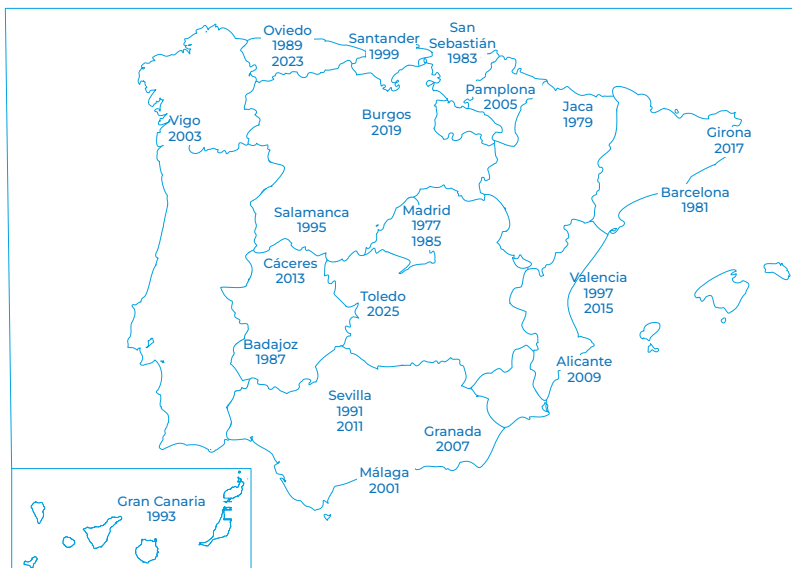 Oviedo
1989
2023
Santander
1999
San
Sebastián
1983
Pamplona
2005
Jaca
1979
Burgos
2019
Vigo
2003
Girona
2017
Barcelona
1981
Salamanca
1995
Madrid
1977
1985
Cáceres
2013
Toledo
2025
Valencia
1997
2015
Badajoz
1987
Alicante
2009
Sevilla
1991
2011
Granada
2007
Málaga
2001
Gran Canaria
1993